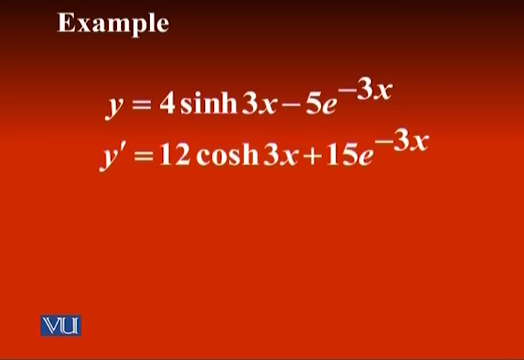 Example
y = 4 sinh 3x − 5e^−3x
y′ = 12 cosh 3x + 15e^−3x
VU